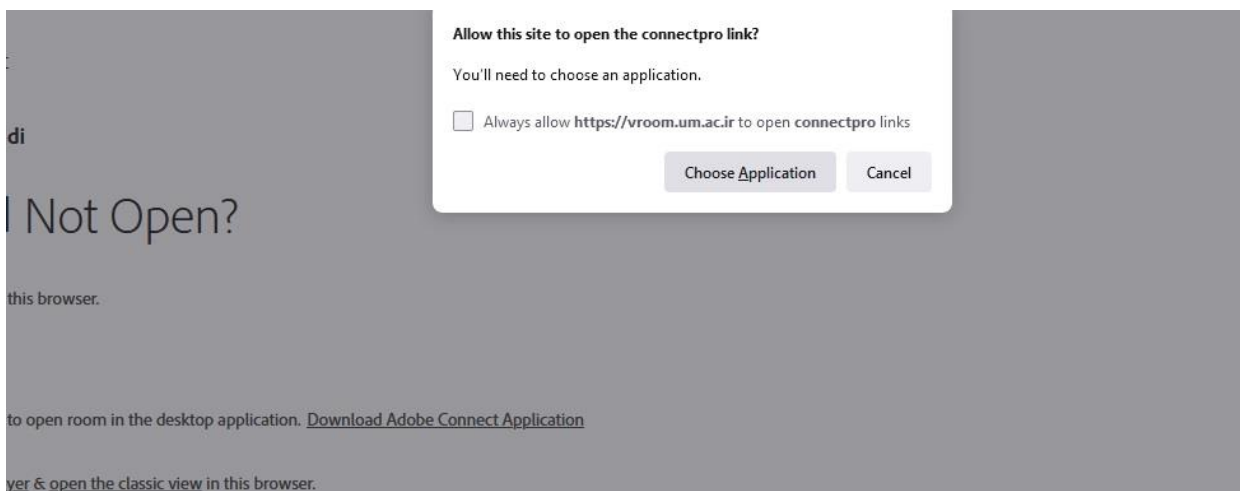 Allow this site to open the connectpro link?
You'll need to choose an application.
Always allow https://vroom.um.ac.ir to open connectpro links
Choose Application
Cancel
di
Not Open?
this browser.
to open room in the desktop application. Download Adobe Connect Application
yer & open the classic view in this browser.